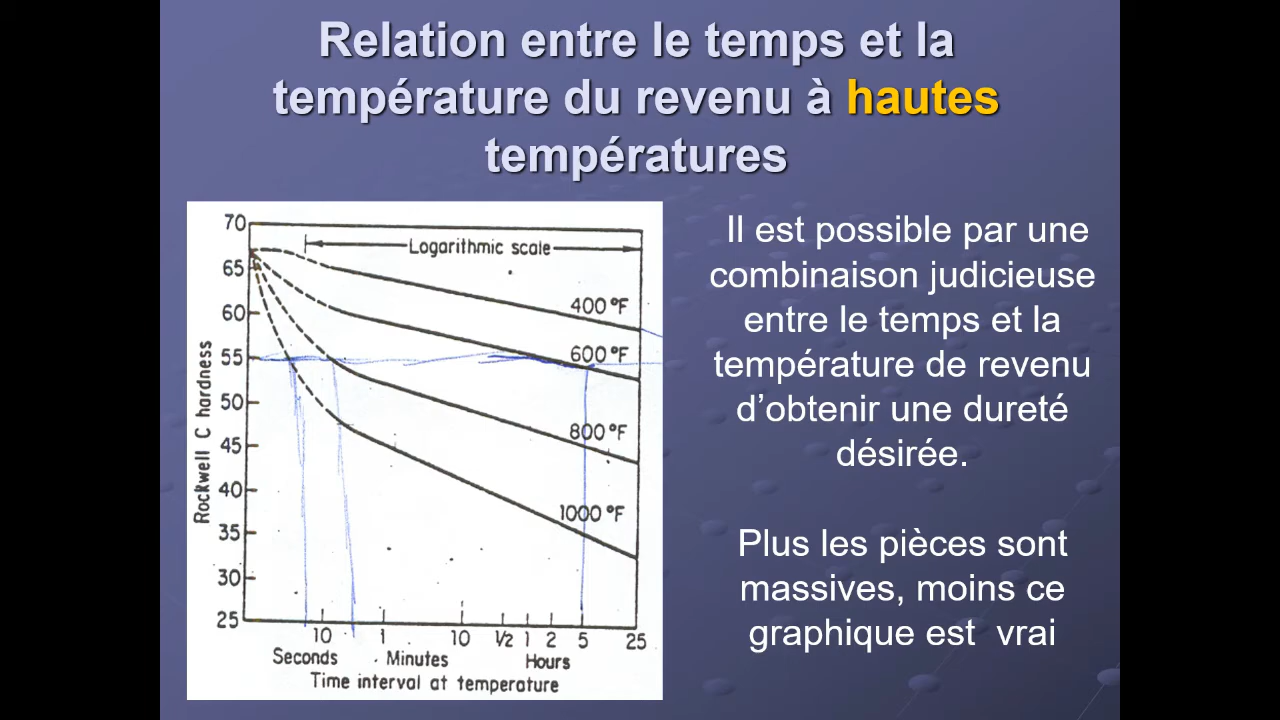 Relation entre le temps et la
température du revenu à hautes
températures
70
65
60
55
50
45
40
35
30
25
Rockwell C hardness
Logarithmic scale
400 °F
600 °F
800 °F
1000 °F
10 1 10 1/2 1 2 5 25
Seconds Minutes Hours
Time interval at temperature
Il est possible par une
combinaison judicieuse
entre le temps et la
température de revenu
d’obtenir une dureté
désirée.
Plus les pièces sont
massives, moins ce
graphique est vrai